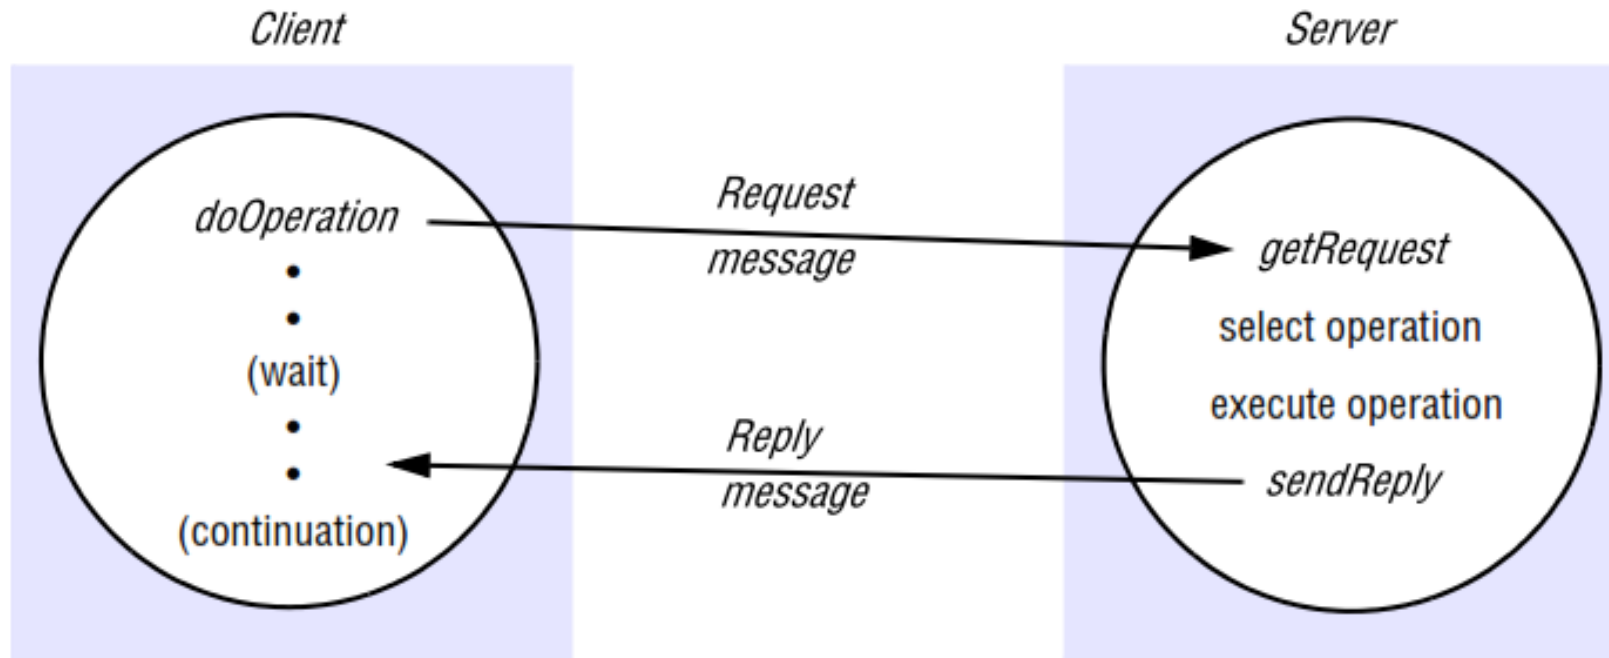 Client
Server
doOperation
•
•
(wait)
•
•
(continuation)
Request
message
Reply
message
getRequest
select operation
execute operation
sendReply